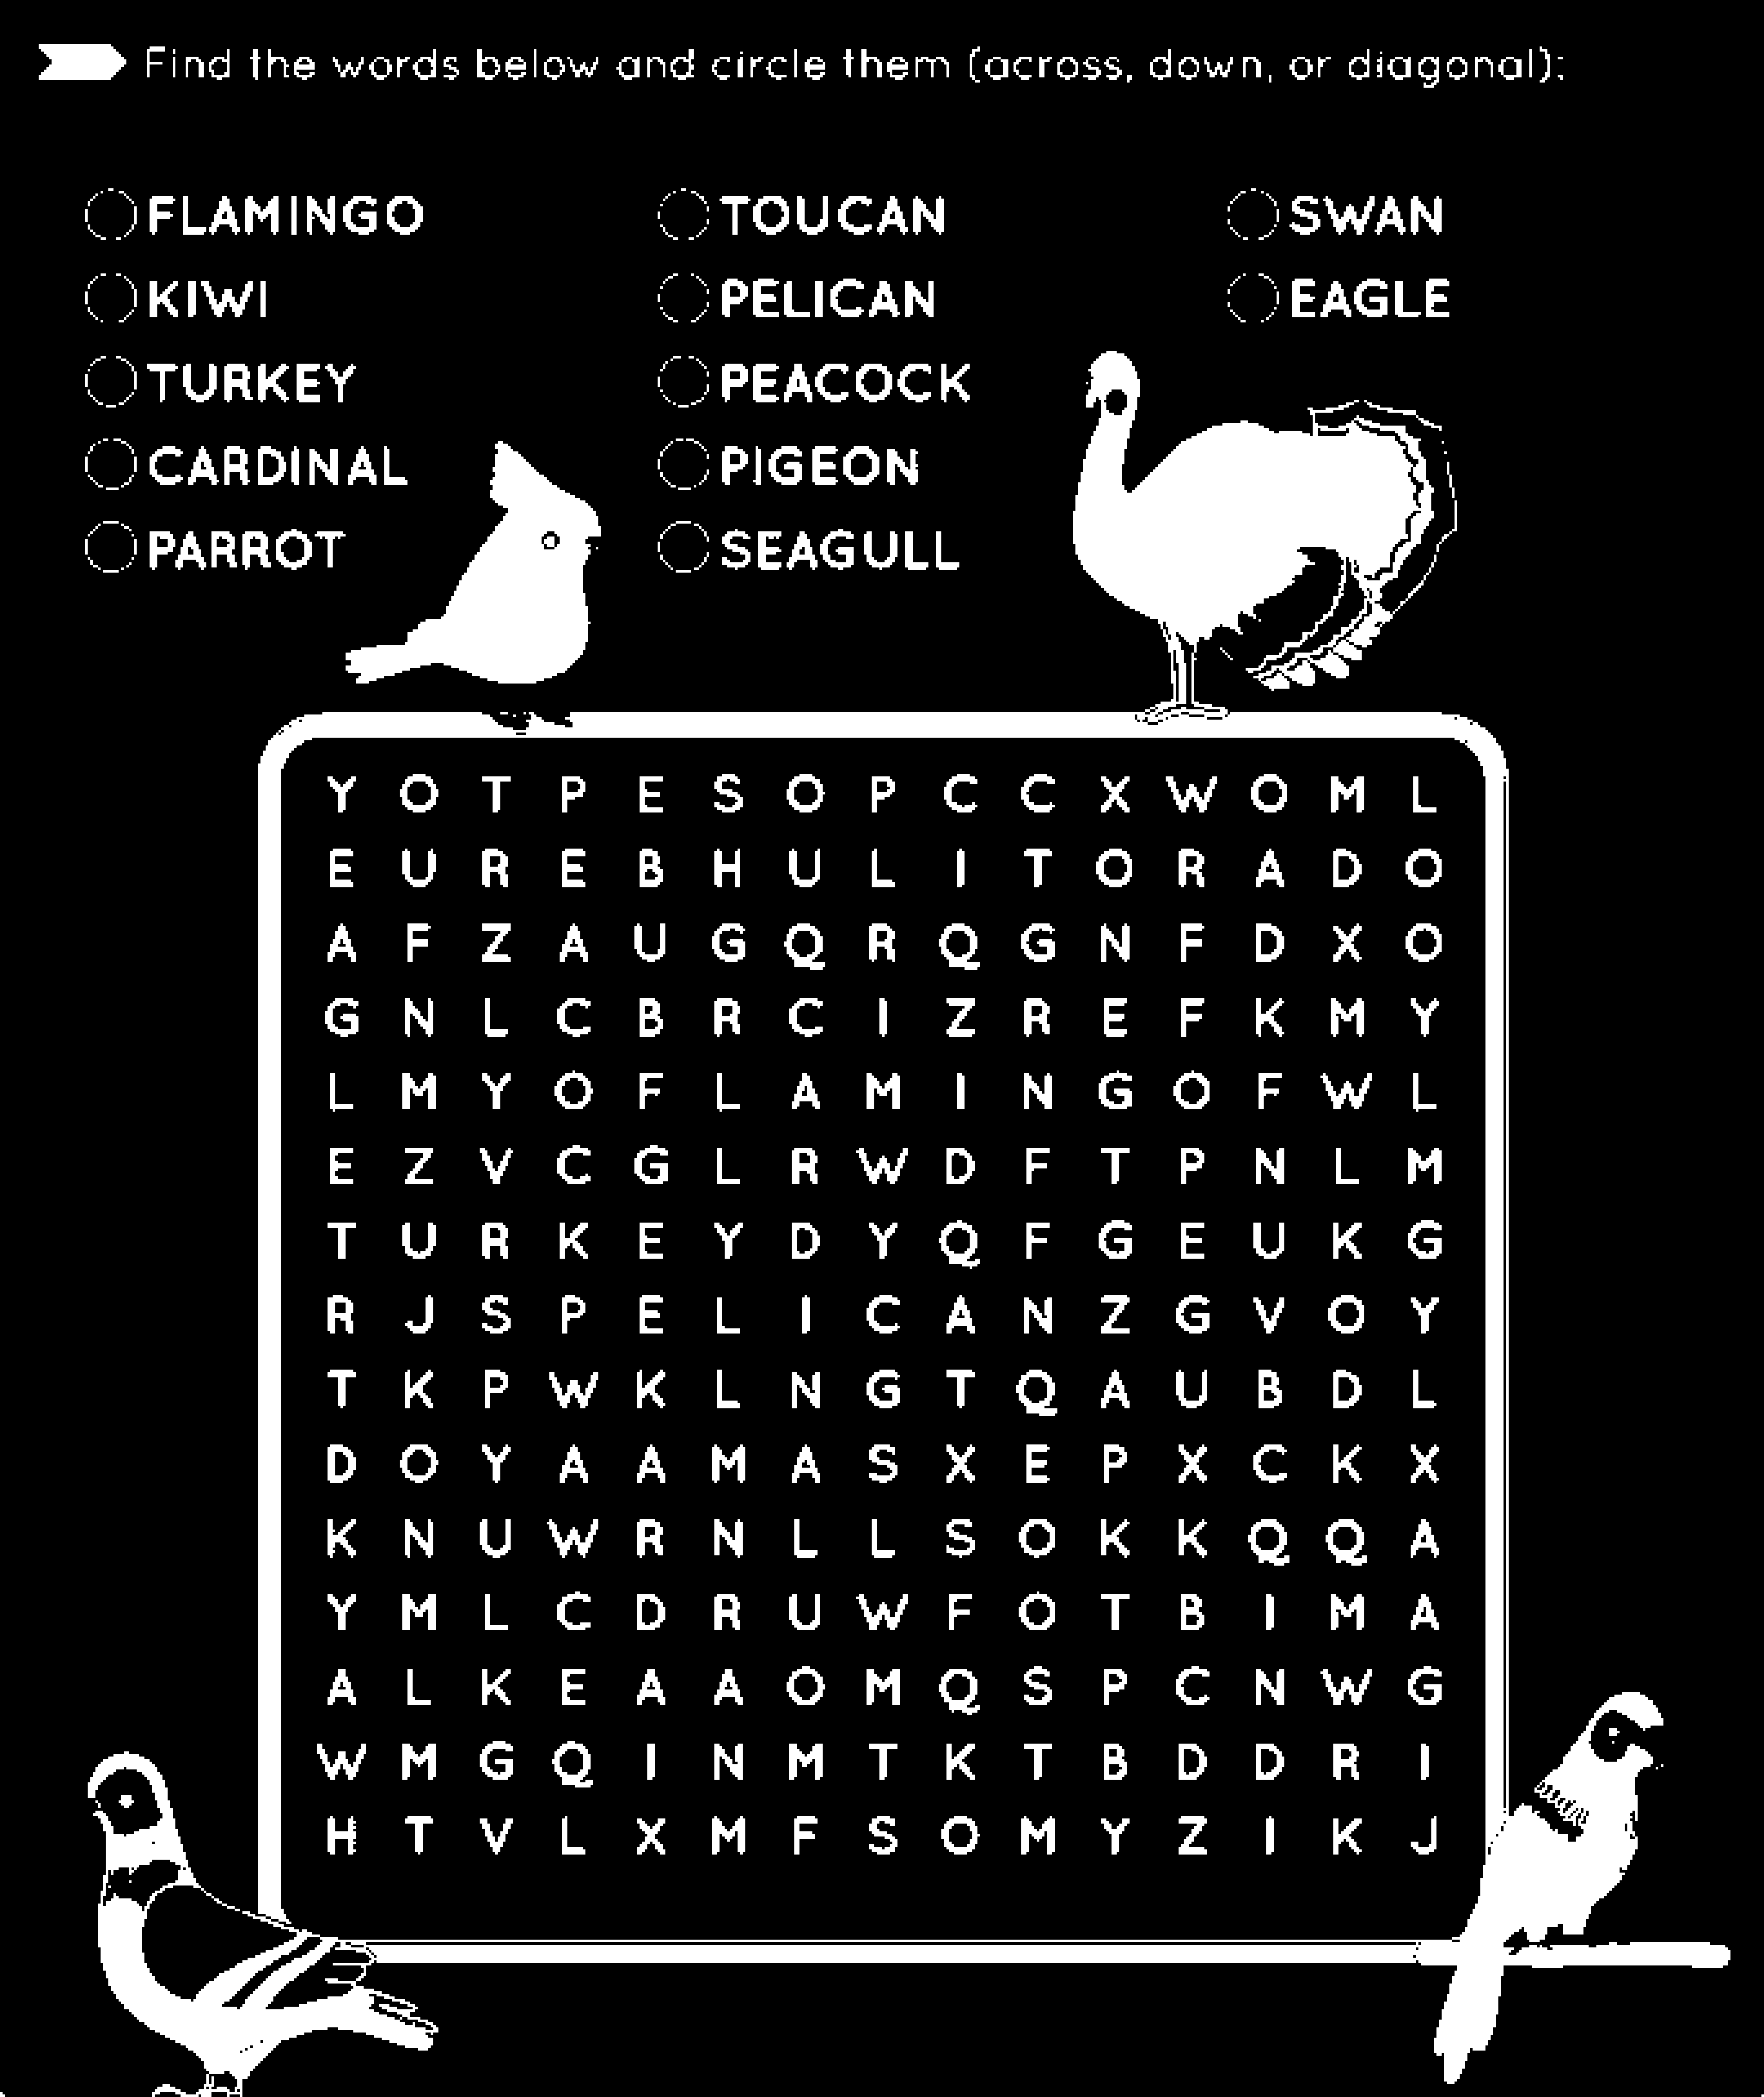 Find the words below and circle them (across, down, or diagonal):
FLAMINGO TOUCAN SWAN
KIWI PELICAN EAGLE
TURKEY PEACOCK
CARDINAL PIGEON
PARROT SEAGULL
Y O T P E S O P C C X W O M L
E U R E B H U L I T O R A D O
A F Z A U G Q R Q G N F D X O
G N L C B R C I Z R E F K M Y
L M Y O F L A M I N G O F W L
E Z V C G L R W D F T P N L M
T U R K E Y D Y Q F G E U K G
R J S P E L I C A N Z G V O Y
T K P W K L N G T Q A U B D L
D O Y A A M A S X E P X C K X
K N U W R N L L S O K K Q Q A
Y M L C D R U W F O T B I M A
A L K E A A O M Q S P C N W G
W M G Q I N M T K T B D D R I
H T V L X M F S O M Y Z I K J